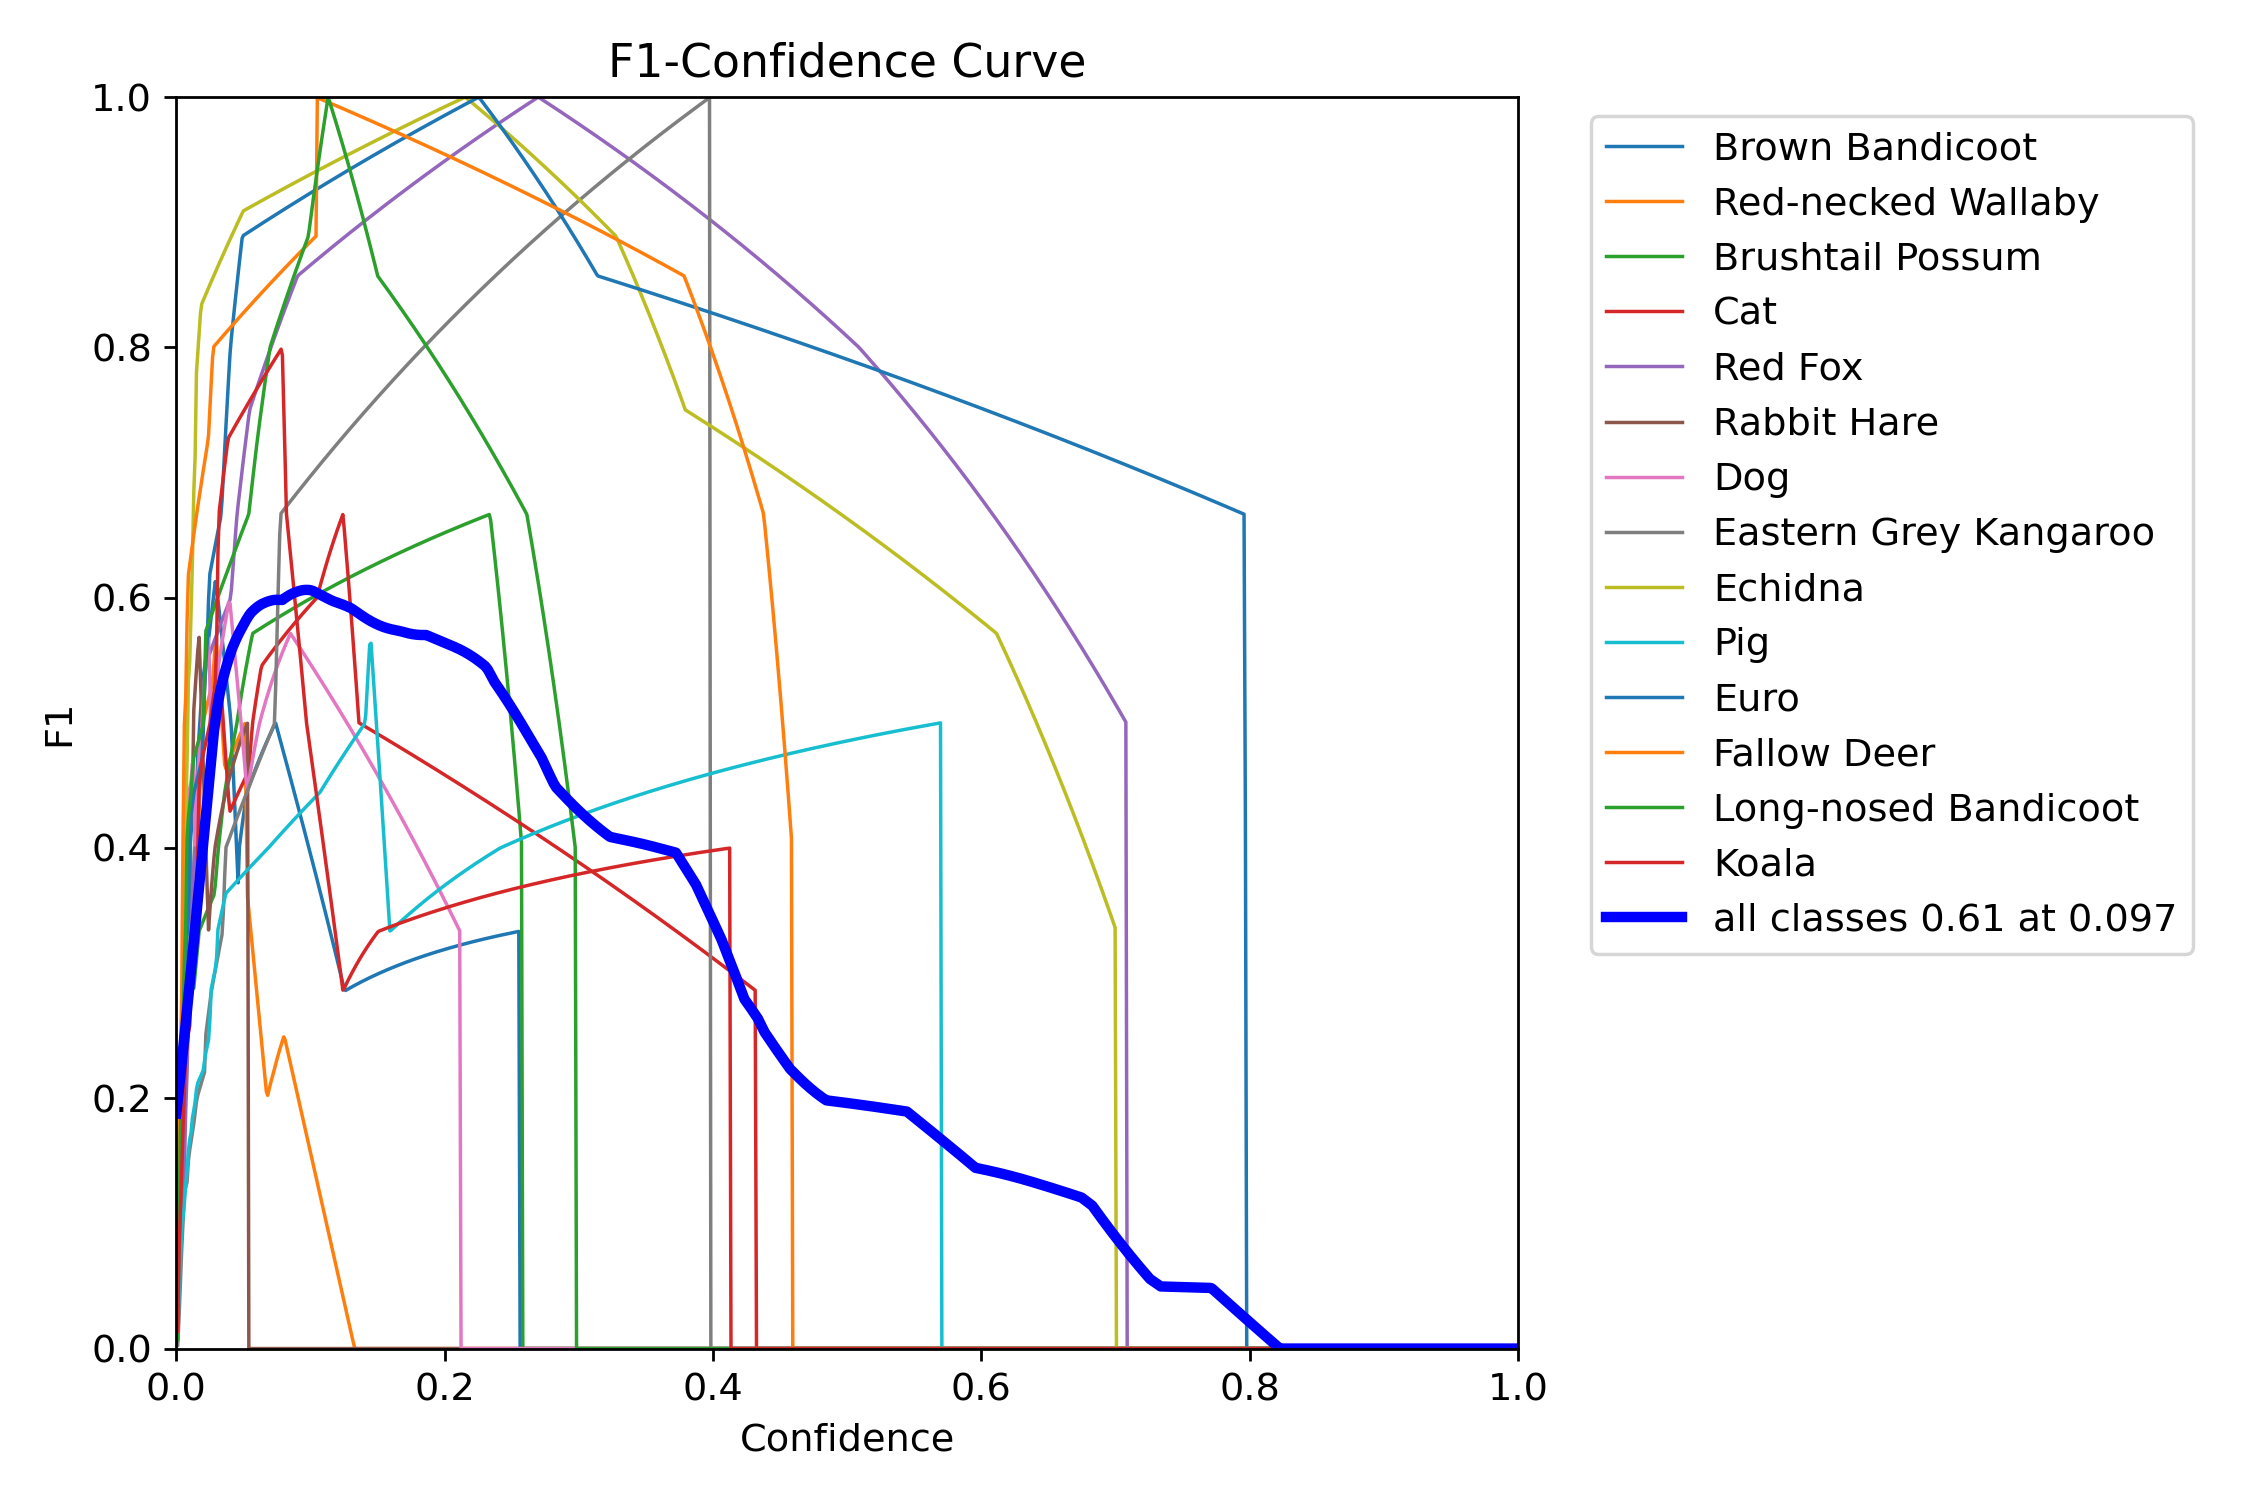 F1-Confidence Curve
1.0
0.8
0.6
0.4
0.2
0.0
F1
0.0 0.2 0.4 0.6 0.8 1.0
Confidence
Brown Bandicoot
Red-necked Wallaby
Brushtail Possum
Cat
Red Fox
Rabbit Hare
Dog
Eastern Grey Kangaroo
Echidna
Pig
Euro
Fallow Deer
Long-nosed Bandicoot
Koala
all classes 0.61 at 0.097